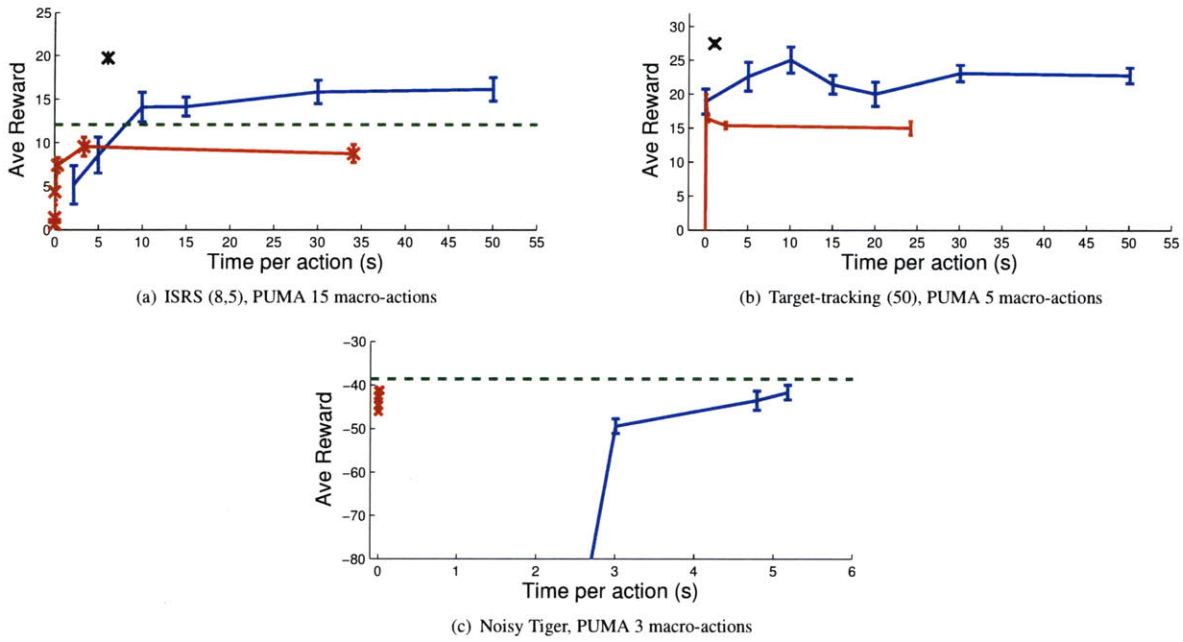 25
20
15
10
5
0
Ave Reward
0 5 10 15 20 25 30 35 40 45 50 55
Time per action (s)
(a) ISRS (8,5), PUMA 15 macro-actions
30
25
20
15
10
5
0
Ave Reward
0 5 10 15 20 25 30 35 40 45 50 55
Time per action (s)
(b) Target-tracking (50), PUMA 5 macro-actions
−30
−40
−50
−60
−70
−80
Ave Reward
0 1 2 3 4 5 6
Time per action (s)
(c) Noisy Tiger, PUMA 3 macro-actions